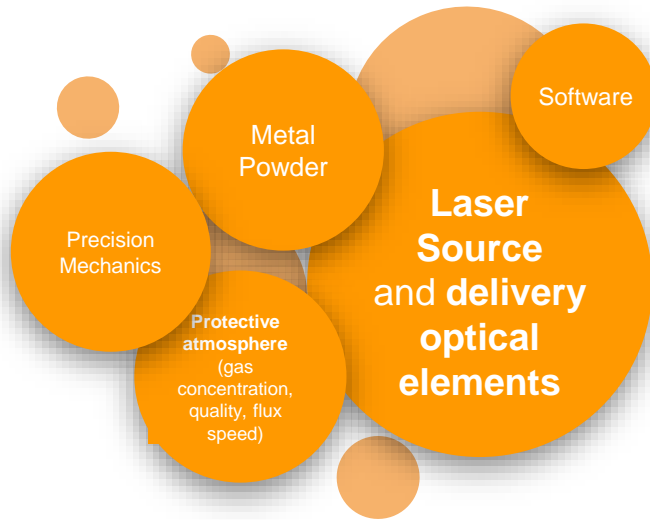 Software
Metal
Powder
Laser
Source
and delivery
optical
elements
Precision
Mechanics
Protective
atmosphere
(gas
concentration,
quality, flux
speed)